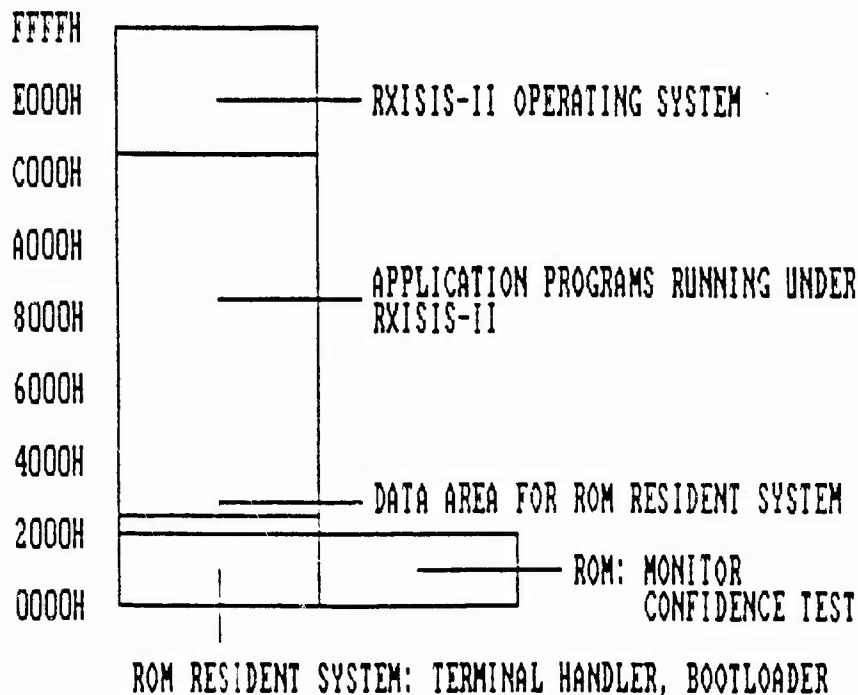 FFFFH
E000H
RXISIS-II OPERATING SYSTEM
C000H
A000H
APPLICATION PROGRAMS RUNNING UNDER
RXISIS-II
8000H
6000H
4000H
DATA AREA FOR ROM RESIDENT SYSTEM
2000H
ROM: MONITOR
CONFIDENCE TEST
0000H
ROM RESIDENT SYSTEM: TERMINAL HANDLER, BOOTLOADER